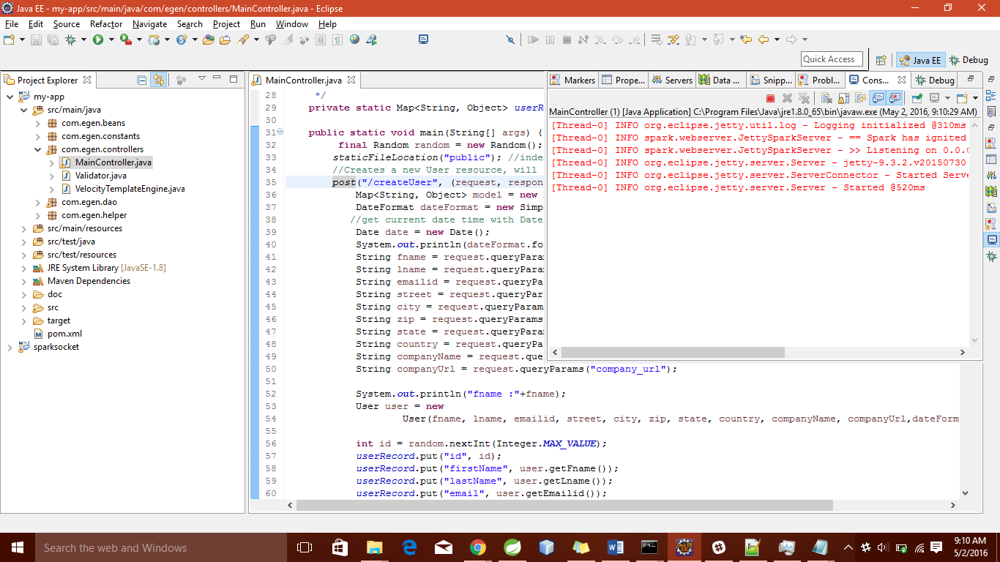 Java EE - my-app/src/main/java/com/egen/controllers/MainController.java - Eclipse
File Edit Source Refactor Navigate Search Project Run Window Help
Quick Access
Java EE
Debug
Project Explorer
my-app
src/main/java
com.egen.beans
com.egen.constants
com.egen.controllers
MainController.java
Validator.java
VelocityTemplateEngine.java
com.egen.dao
com.egen.helper
src/main/resources
src/test/java
src/test/resources
JRE System Library [JavaSE-1.8]
Maven Dependencies
doc
src
target
pom.xml
sparksocket
MainController.java
28 */
29 private static Map<String, Object> userR
30
31 public static void main(String[] args) {
32 final Random random = new Random();
33 staticFileLocation("public"); //inde
34 //Creates a new User resource, will
35 post("/createUser", (request, respon
36 Map<String, Object> model = new
37 DateFormat dateFormat = new Simp
38 //get current date time with Date
39 Date date = new Date();
40 System.out.println(dateFormat.fo
41 String fname = request.queryPara
42 String lname = request.queryPara
43 String emailid = request.queryPa
44 String street = request.queryPar
45 String city = request.queryParam
46 String zip = request.queryParams
47 String state = request.queryPara
48 String country = request.queryPa
49 String companyName = request.que
50 String companyUrl = request.queryParams("company_url");
51
52 System.out.println("fname :"+fname);
53 User user = new
54 User(fname, lname, emailid, street, city, zip, state, country, companyName, companyUrl,dateForm
55
56 int id = random.nextInt(Integer.MAX_VALUE);
57 userRecord.put("id", id);
58 userRecord.put("firstName", user.getFname());
59 userRecord.put("lastName", user.getLname());
60 userRecord.put("email", user.getEmailid());
Markers Prope... Servers Data ... Snipp... Probl... Cons... Debug
MainController (1) [Java Application] C:\Program Files\Java\jre1.8.0_65\bin\javaw.exe (May 2, 2016, 9:10:29 AM)
[Thread-0] INFO org.eclipse.jetty.util.log - Logging initialized @310ms
[Thread-0] INFO spark.webserver.JettySparkServer - == Spark has ignited
[Thread-0] INFO spark.webserver.JettySparkServer - >> Listening on 0.0.0
[Thread-0] INFO org.eclipse.jetty.server.Server - jetty-9.3.2.v20150730
[Thread-0] INFO org.eclipse.jetty.server.ServerConnector - Started Serve
[Thread-0] INFO org.eclipse.jetty.server.Server - Started @520ms
Search the web and Windows
9:10 AM
5/2/2016